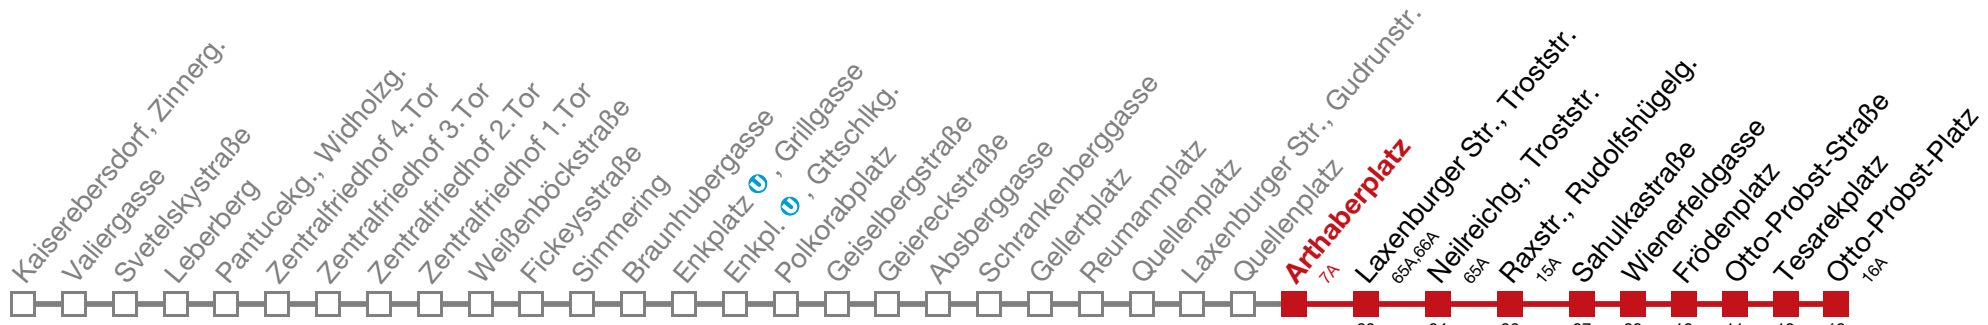 Kaiserebersdorf, Zinnerg.
Valiergasse
Svetelskystraße
Leberberg
Pantucekg., Widholzg.
Zentralfriedhof 4.Tor
Zentralfriedhof 3.Tor
Zentralfriedhof 2.Tor
Zentralfriedhof 1.Tor
Weißenböckstraße
Fickeysstraße
Simmering
Braunhubergasse
Enkplatz U , Grillgasse
Enkpl. U , Gttschlkg.
Polkorabplatz
Geiselbergstraße
Geiereckstraße
Absberggasse
Schrankenberggasse
Gellertplatz
Reumannplatz
Quellenplatz
Laxenburger Str., Gudrunstr.
Quellenplatz
Arthaberplatz
7A
Laxenburger Str., Troststr.
65A,66A
Neilreichg., Troststr.
65A
Raxstr., Rudolfshügelg.
15A
Sahulkastraße
Wienerfeldgasse
Frödenplatz
Otto-Probst-Straße
Tesarekplatz
Otto-Probst-Platz
16A